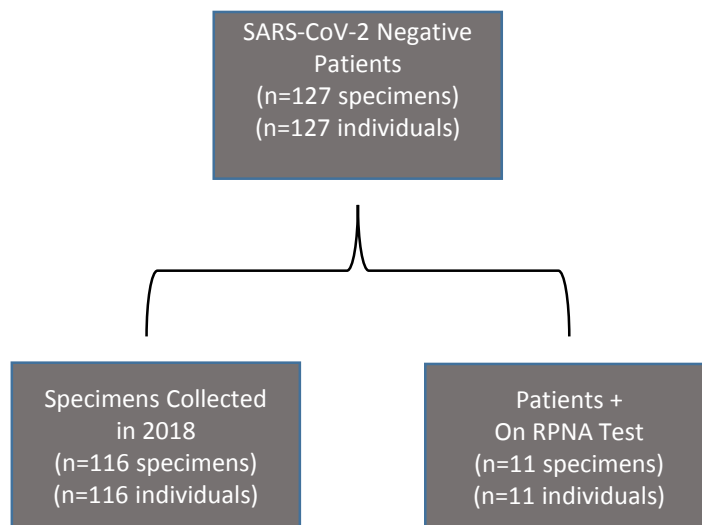 SARS-CoV-2 Negative
Patients
(n=127 specimens)
(n=127 individuals)
Specimens Collected
in 2018
(n=116 specimens)
(n=116 individuals)
Patients +
On RPNA Test
(n=11 specimens)
(n=11 individuals)